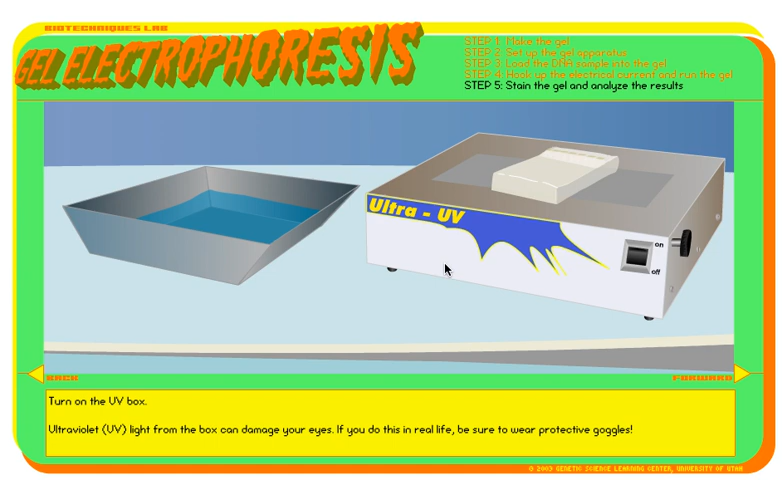 BIOTECHNIQUES LAB
GEL ELECTROPHORESIS
STEP 1: Make the gel
STEP 2: Set up the gel apparatus
STEP 3: Load the DNA sample into the gel
STEP 4: Hook up the electrical current and run the gel
STEP 5: Stain the gel and analyze the results
Ultra - UV
on
off
BACK
FORWARD
Turn on the UV box.
Ultraviolet (UV) light from the box can damage your eyes. If you do this in real life, be sure to wear protective goggles!
© 2003 GENETIC SCIENCE LEARNING CENTER, UNIVERSITY OF UTAH